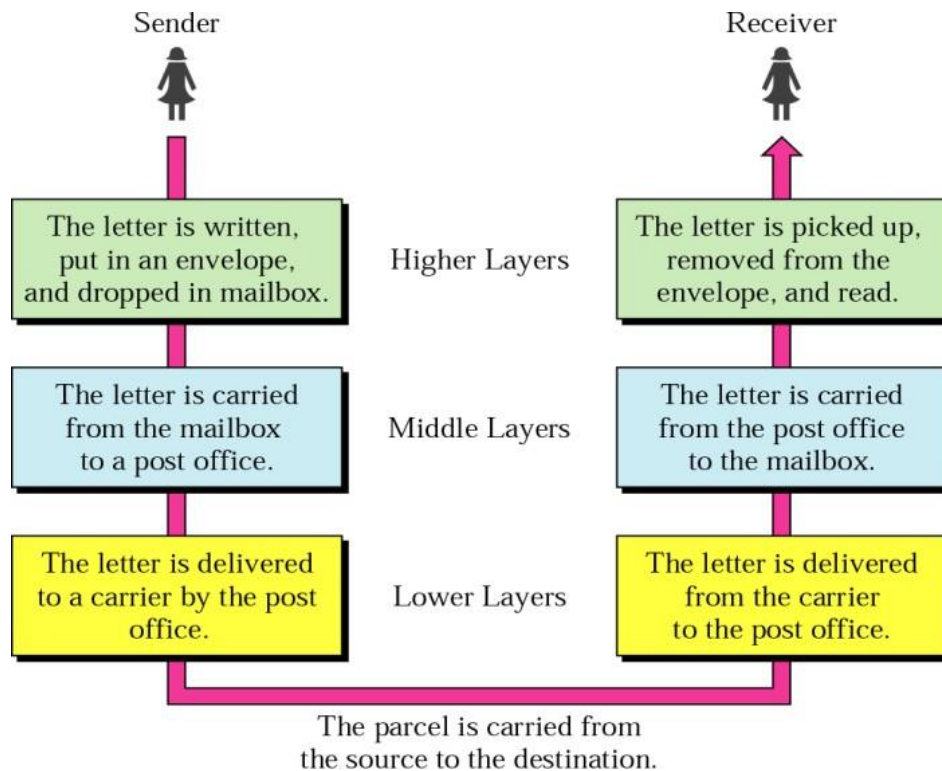 Sender
Receiver
The letter is written,
put in an envelope,
and dropped in mailbox.
Higher Layers
The letter is picked up,
removed from the
envelope, and read.
The letter is carried
from the mailbox
to a post office.
Middle Layers
The letter is carried
from the post office
to the mailbox.
The letter is delivered
to a carrier by the post
office.
Lower Layers
The letter is delivered
from the carrier
to the post office.
The parcel is carried from
the source to the destination.